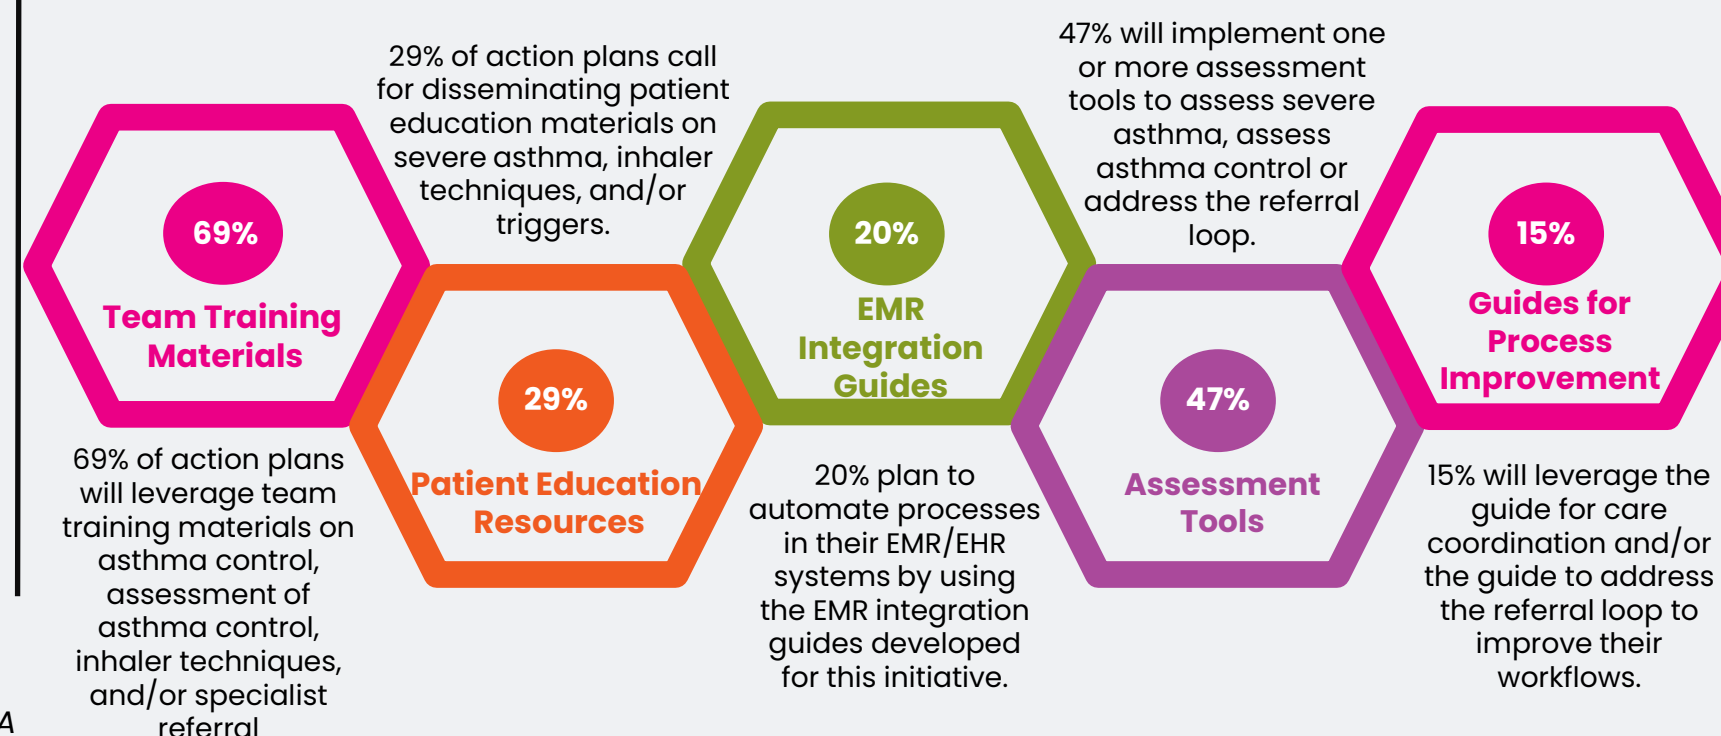 69%
Team Training
Materials
69% of action plans
will leverage team
training materials on
asthma control,
assessment of
asthma control,
inhaler techniques,
and/or specialist
referral
29% of action plans call
for disseminating patient
education materials on
severe asthma, inhaler
techniques, and/or
triggers.
29%
Patient Education
Resources
20%
EMR
Integration
Guides
20% plan to
automate processes
in their EMR/EHR
systems by using
the EMR integration
guides developed
for this initiative.
47% will implement one
or more assessment
tools to assess severe
asthma, assess
asthma control or
address the referral
loop.
47%
Assessment
Tools
15%
Guides for
Process
Improvement
15% will leverage the
guide for care
coordination and/or
the guide to address
the referral loop to
improve their
workflows.
A